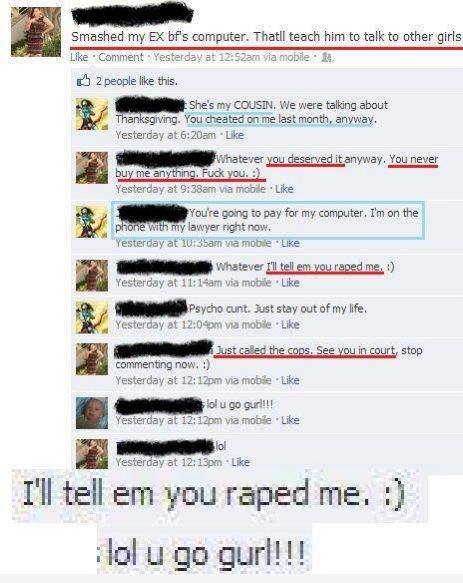 Smashed my EX bf's computer. Thatll teach him to talk to other girls
Like · Comment · Yesterday at 12:52am via mobile ·
2 people like this.
She's my COUSIN. We were talking about
Thanksgiving. You cheated on me last month, anyway.
Yesterday at 6:20am · Like
Whatever you deserved it anyway. You never
buy me anything. Fuck you. :)
Yesterday at 9:38am via mobile · Like
You're going to pay for my computer. I'm on the
phone with my lawyer right now.
Yesterday at 10:35am via mobile · Like
Whatever I'll tell em you raped me. :)
Yesterday at 11:14am via mobile · Like
Psycho cunt. Just stay out of my life.
Yesterday at 12:04pm via mobile · Like
Just called the cops. See you in court, stop
commenting now. :)
Yesterday at 12:12pm via mobile · Like
lol u go gurl!!!
Yesterday at 12:12pm via mobile · Like
lol
Yesterday at 12:13pm · Like
I'll tell em you raped me. :)
lol u go gurl!!!